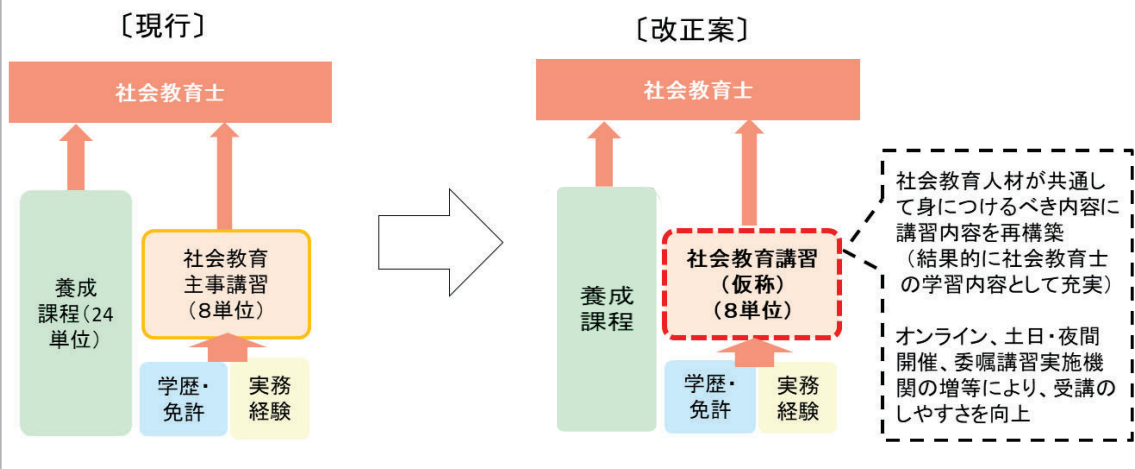 〔現行〕
社会教育士
養成
課程(24
単位)
社会教育
主事講習
(8単位)
学歴・
免許
実務
経験
〔改正案〕
社会教育士
養成
課程
社会教育講習
(仮称)
(8単位)
学歴・
免許
実務
経験
社会教育人材が共通し
て身につけるべき内容に
講習内容を再構築
(結果的に社会教育士
の学習内容として充実)
オンライン、土日・夜間
開催、委嘱講習実施機
関の増等により、受講の
しやすさを向上